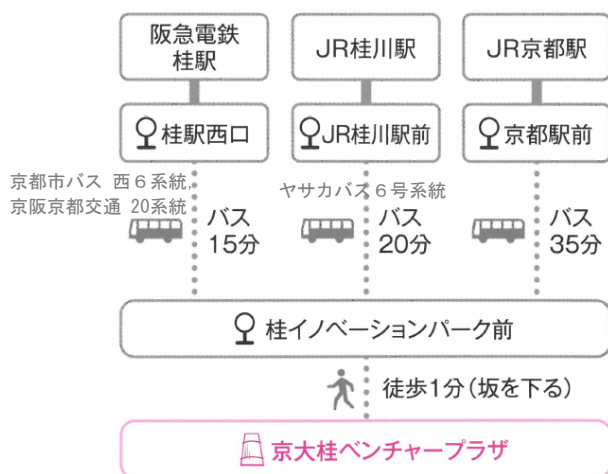 阪急電鉄
桂駅
JR桂川駅
JR京都駅
桂駅西口
JR桂川駅前
京都駅前
京都市バス 西6系統,
京阪京都交通 20系統
バス
15分
ヤサカバス6号系統
バス
20分
バス
35分
桂イノベーションパーク前
徒歩1分(坂を下る)
京大桂ベンチャープラザ